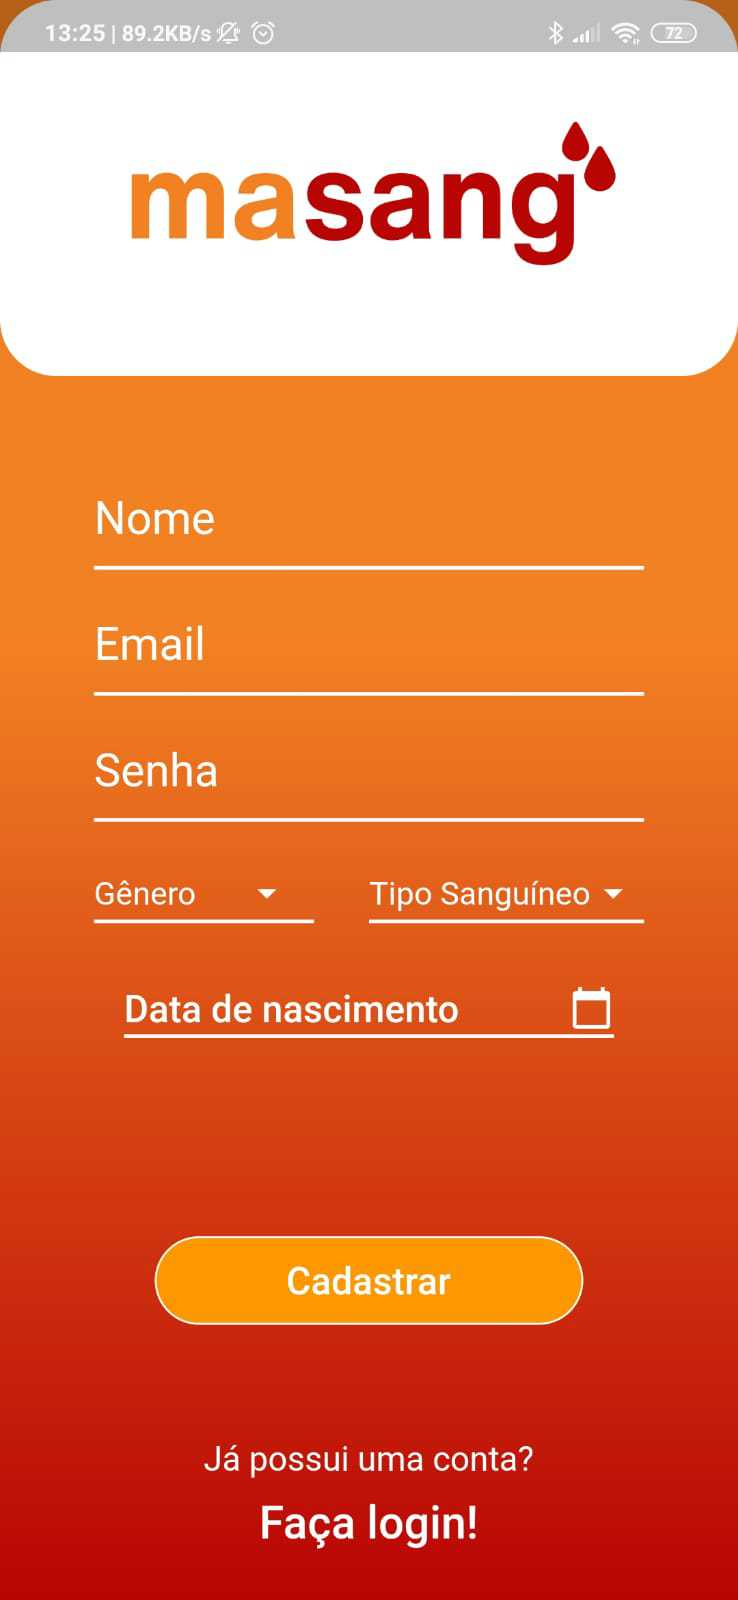 13:25 | 89.2KB/s
72
masang
Nome
Email
Senha
Gênero
Tipo Sanguíneo
Data de nascimento
Cadastrar
Já possui uma conta?
Faça login!